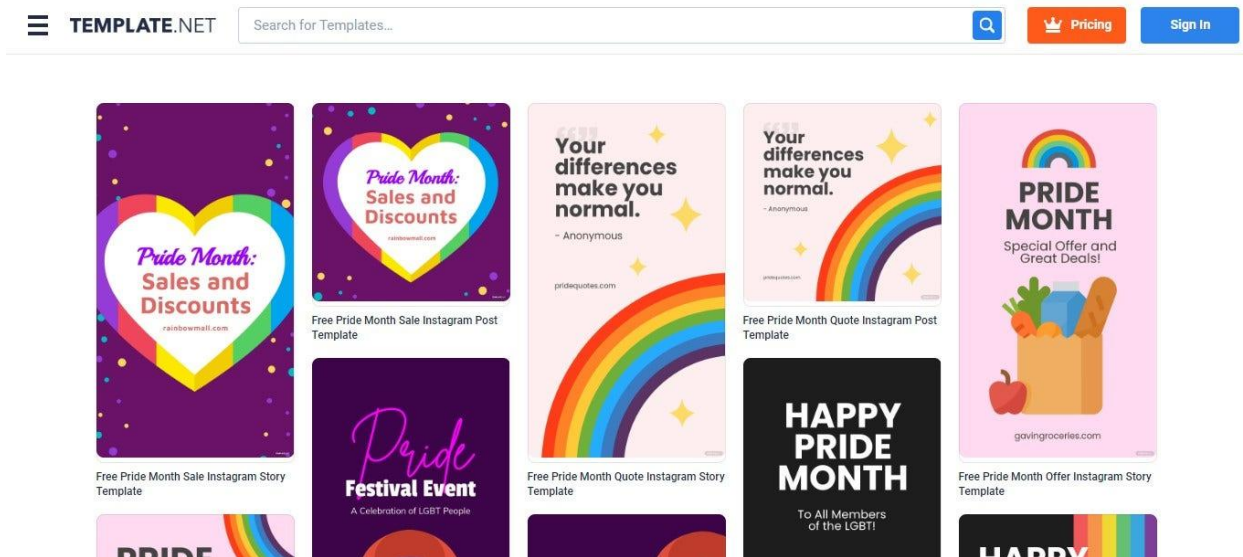 TEMPLATE.NET
Search for Templates...
Pricing
Sign In
Pride Month:
Sales and
Discounts
rainbowmall.com
Free Pride Month Sale Instagram Story
Template
PRIDE
Pride Month:
Sales and
Discounts
rainbowmall.com
Free Pride Month Sale Instagram Post
Template
Pride
Festival Event
A Celebration of LGBT People
Your
differences
make you
normal.
- Anonymous
pridequotes.com
Free Pride Month Quote Instagram Story
Template
Your
differences
make you
normal.
- Anonymous
pridequotes.com
Free Pride Month Quote Instagram Post
Template
HAPPY
PRIDE
MONTH
To All Members
of the LGBT!
PRIDE
MONTH
Special Offer and
Great Deals!
gavingroceries.com
Free Pride Month Offer Instagram Story
Template
HAPPY